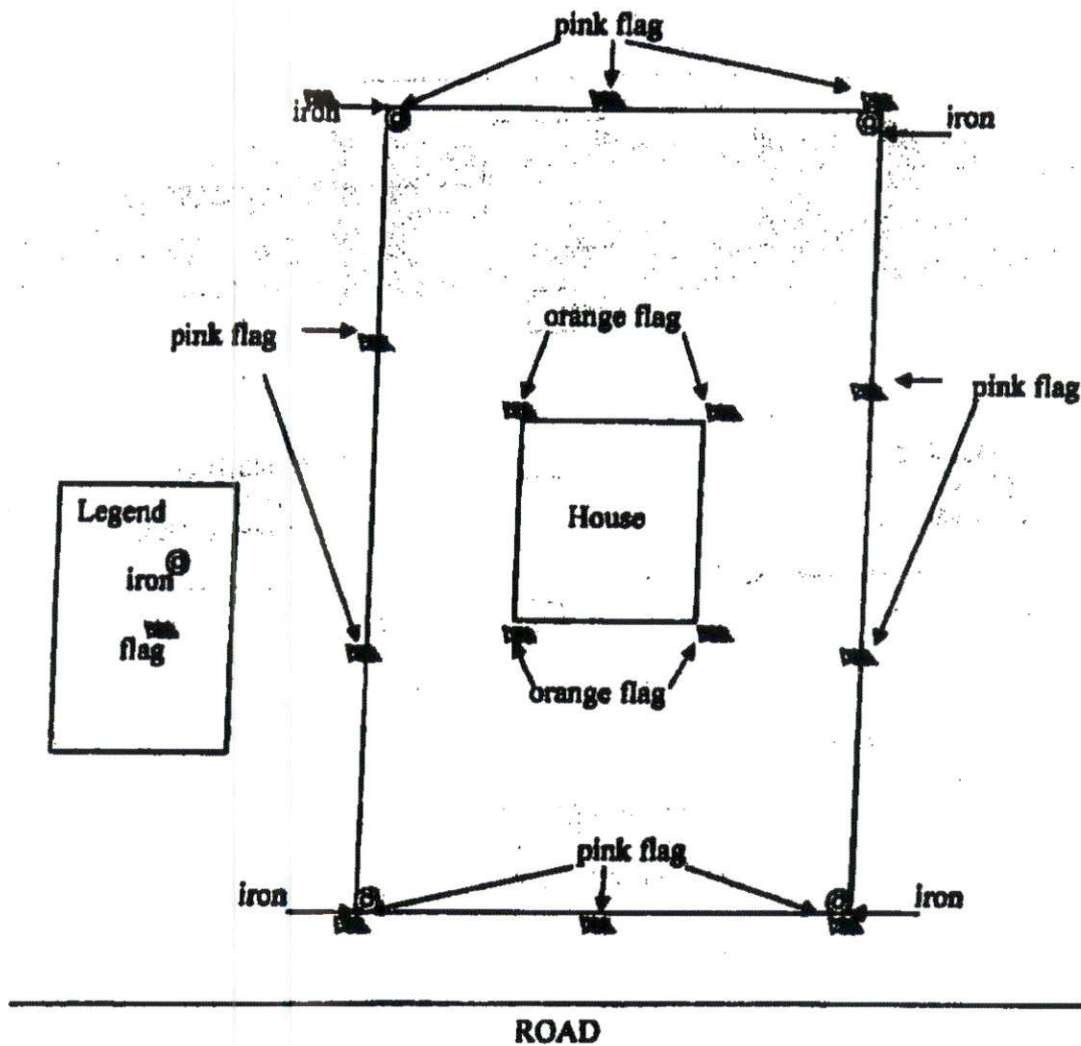 pink flag
iron
iron
orange flag
pink flag
pink flag
House
Legend
iron
flag
orange flag
pink flag
iron
iron
ROAD